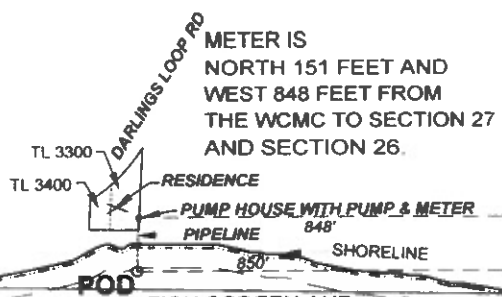 DARLINGS LOOP RD
METER IS
NORTH 151 FEET AND
WEST 848 FEET FROM
THE WCMC TO SECTION 27
AND SECTION 26.
TL 3300
TL 3400
RESIDENCE
PUMP HOUSE WITH PUMP & METER
848'
PIPELINE
SHORELINE
850'
POD